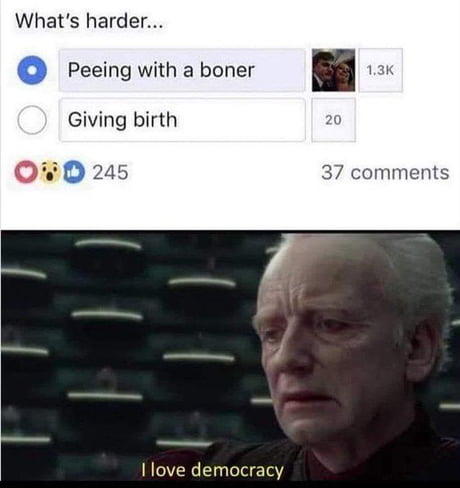 What's harder...
Peeing with a boner
1.3K
Giving birth
20
245
37 comments
I love democracy